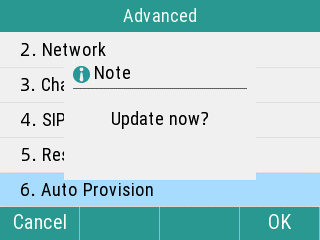 Advanced
2. Network
Note
3. Cha
Update now?
4. SIP
5. Res
6. Auto Provision
Cancel
OK